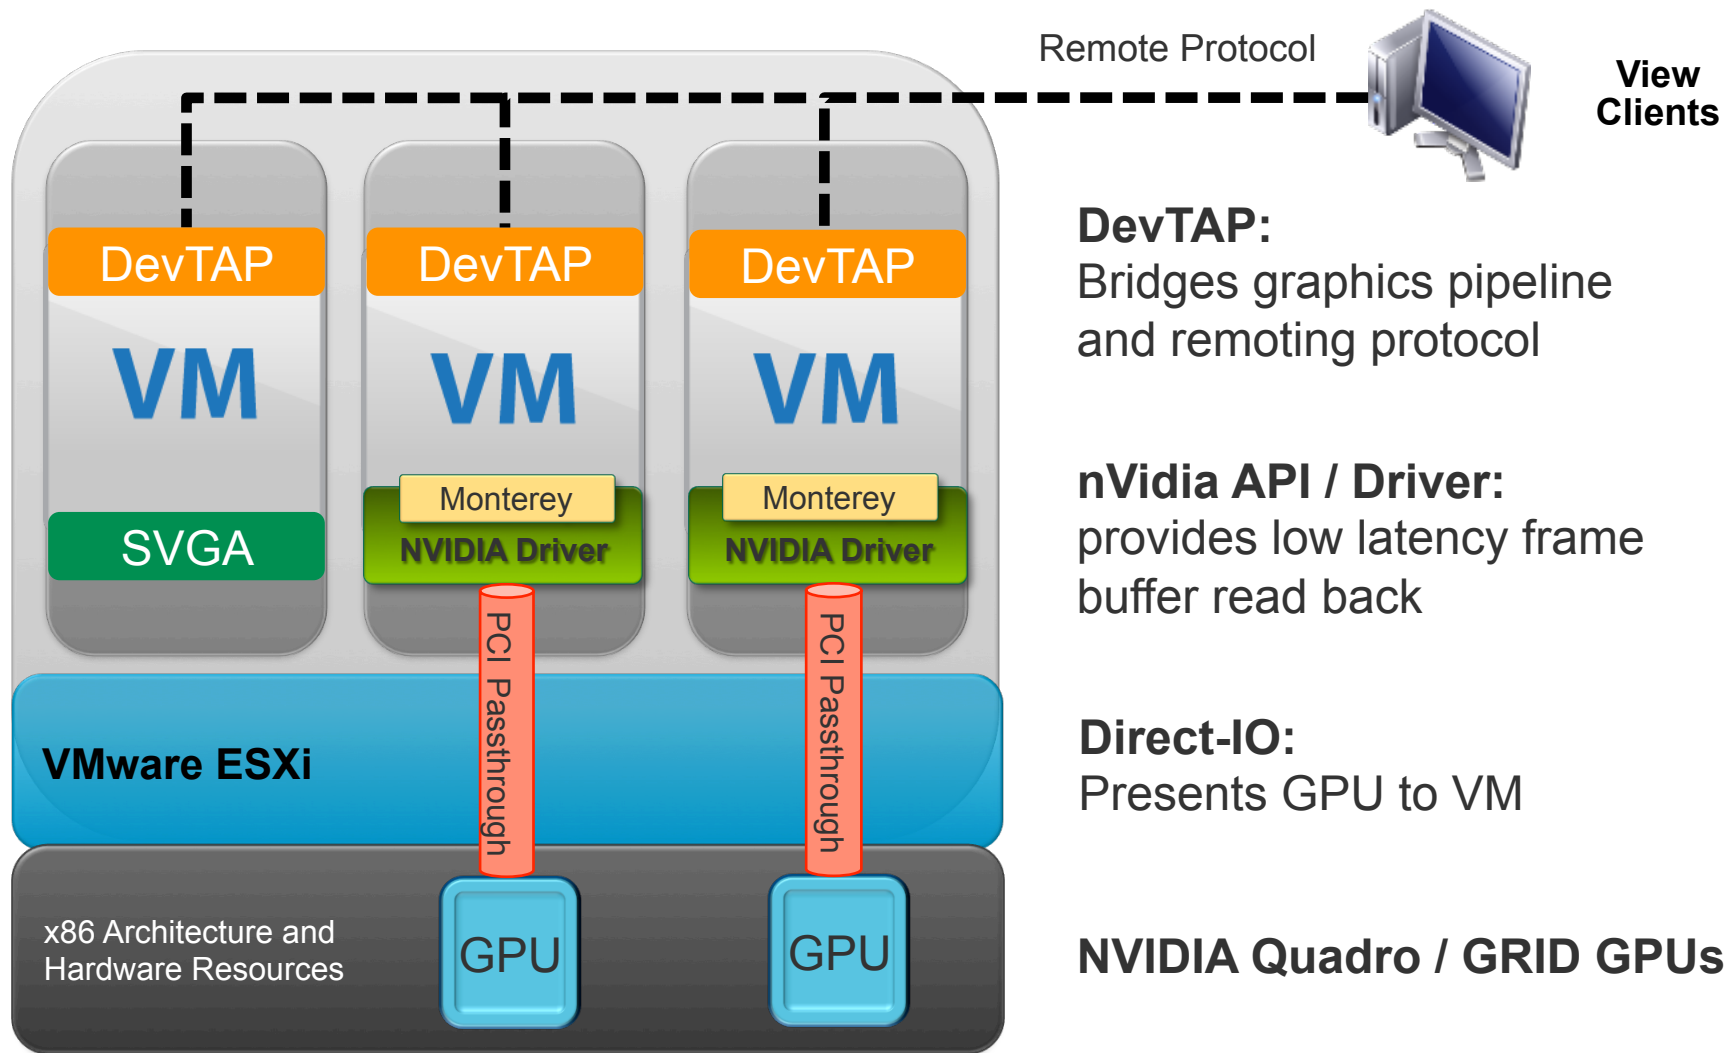 Remote Protocol
View
Clients
DevTAP
DevTAP
DevTAP
VM
VM
VM
Monterey
Monterey
SVGA
NVIDIA Driver
NVIDIA Driver
PCI Passthrough
PCI Passthrough
VMware ESXi
x86 Architecture and
Hardware Resources
GPU
GPU
DevTAP:
Bridges graphics pipeline
and remoting protocol
nVidia API / Driver:
provides low latency frame
buffer read back
Direct-IO:
Presents GPU to VM
NVIDIA Quadro / GRID GPUs